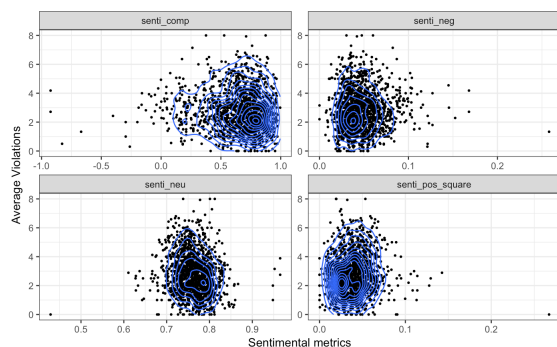 senti_comp senti_neg
8
6
4
2
0
-1.0 -0.5 0.0 0.5 1.0 0.0 0.1 0.2
Average Violations
senti_neu senti_pos_square
8
6
4
2
0
0.5 0.6 0.7 0.8 0.9 0.0 0.1 0.2
Sentimental metrics